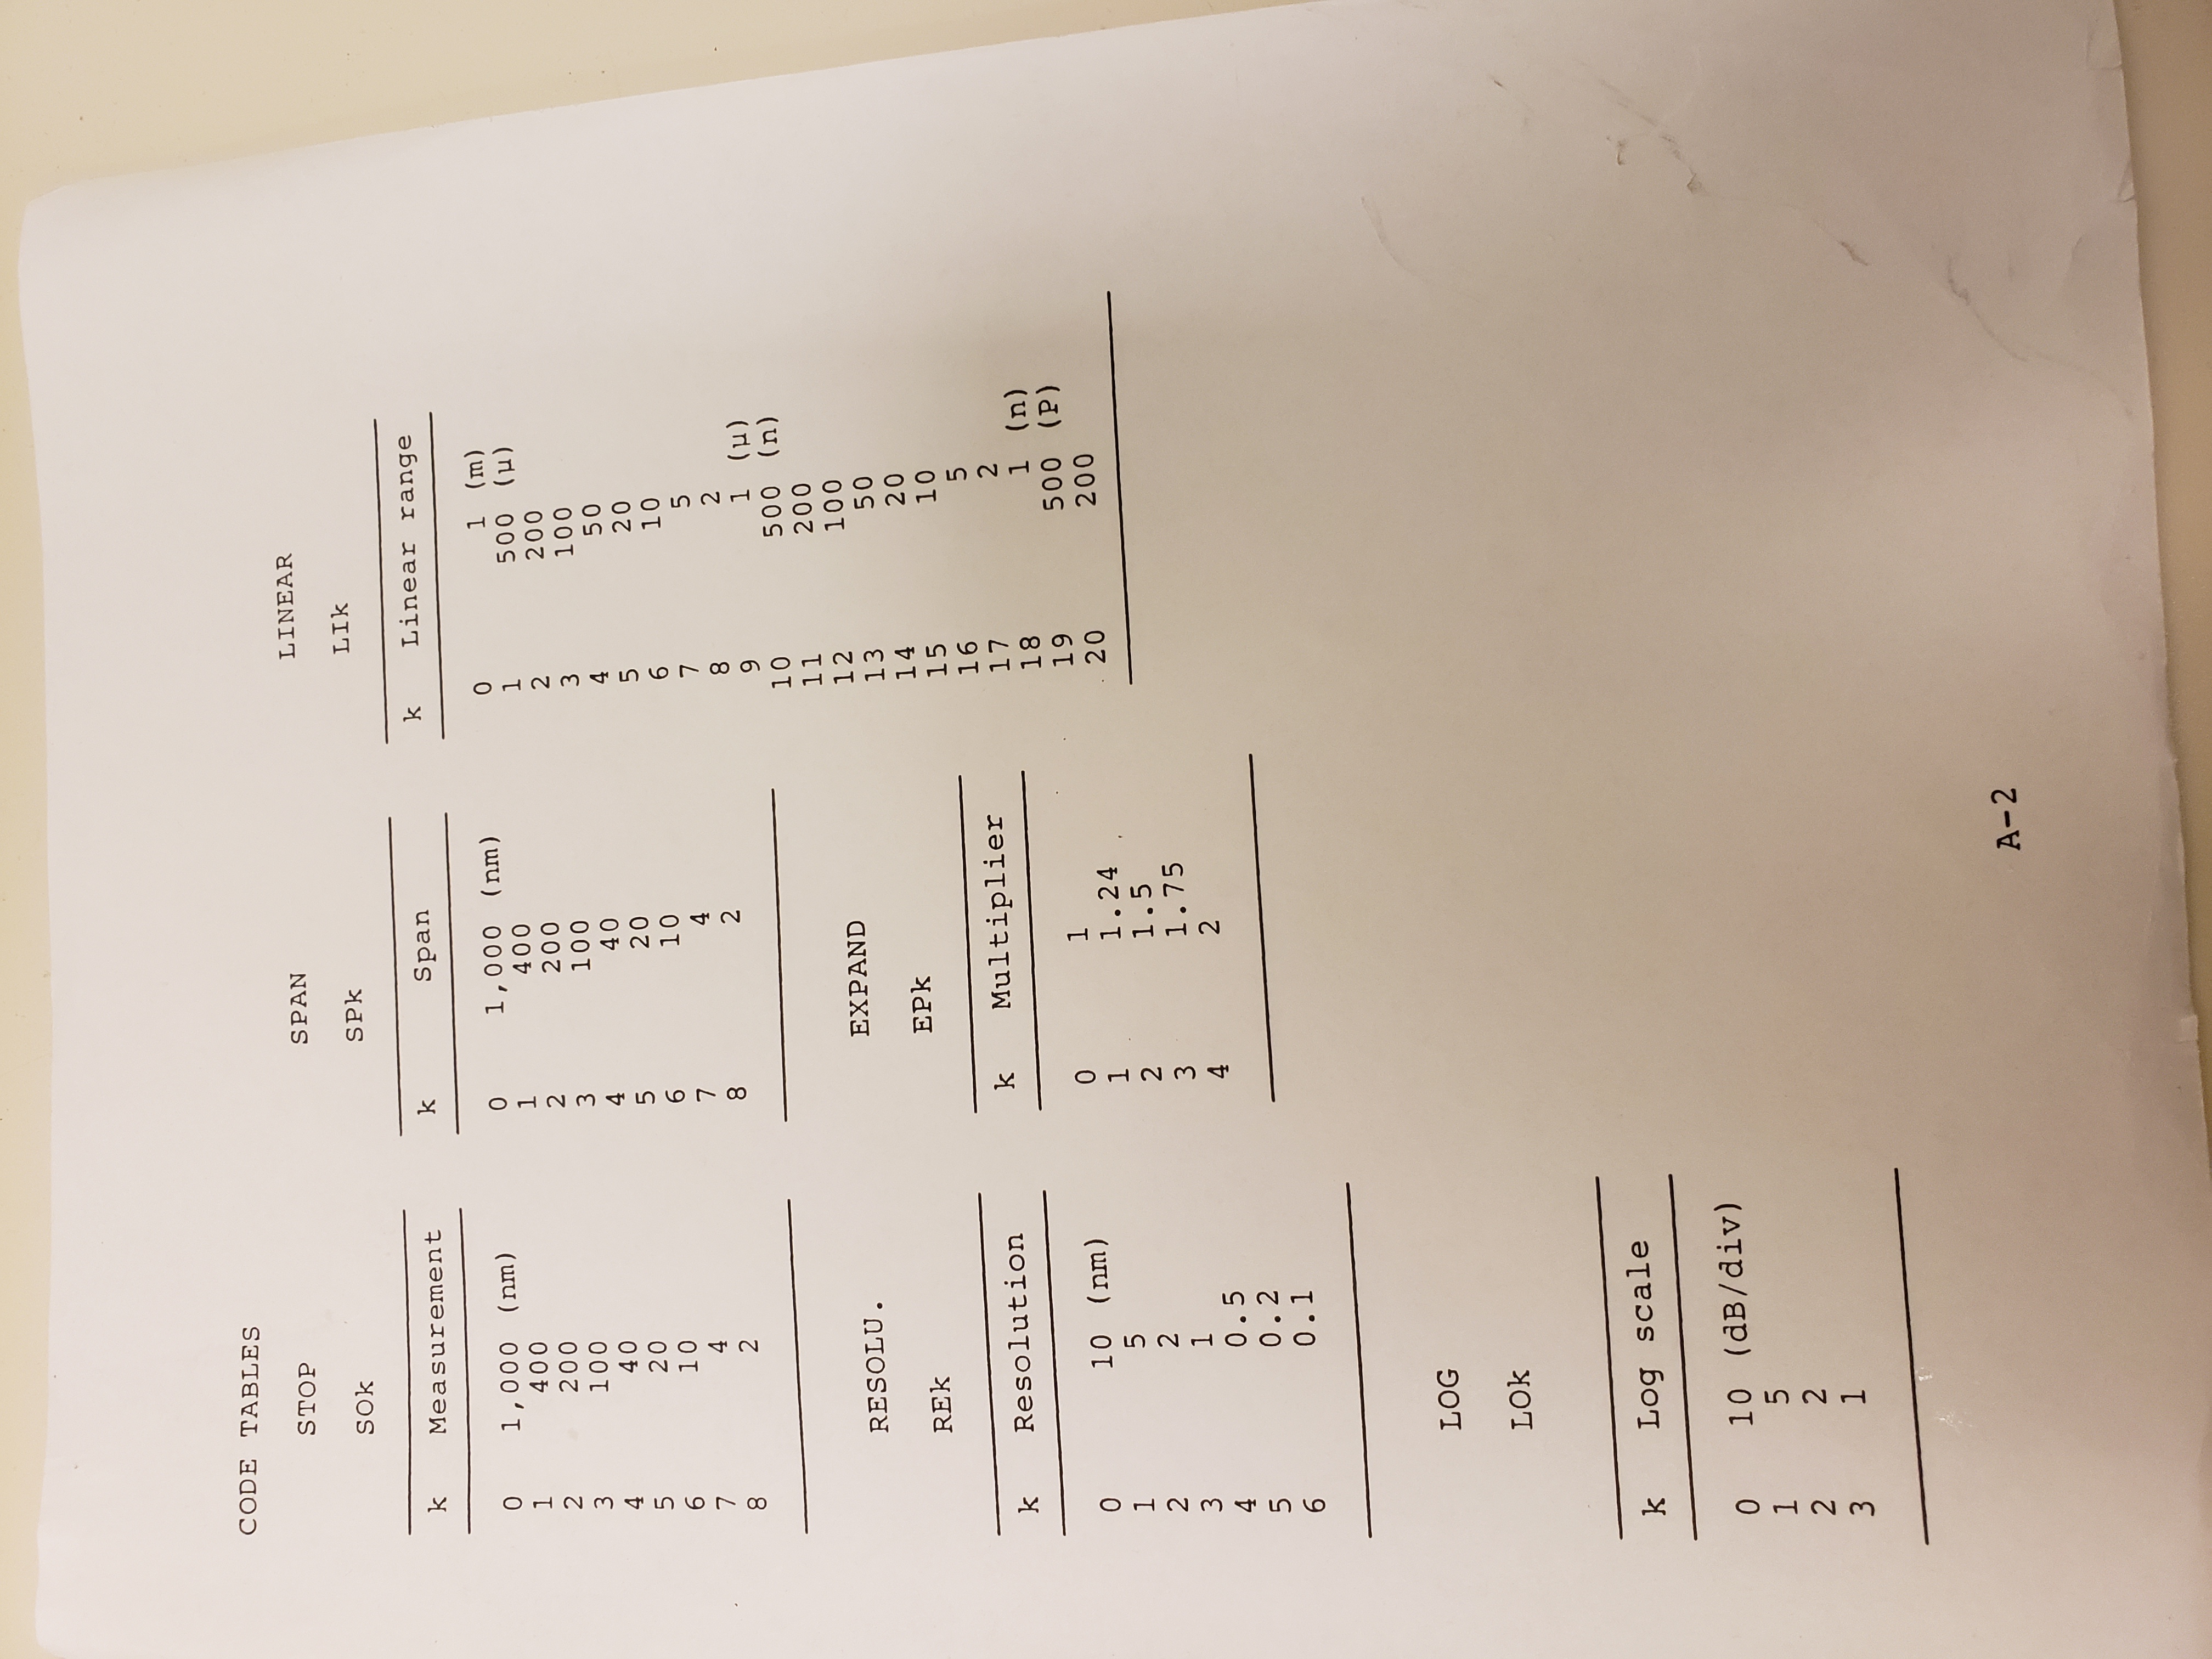 CODE TABLES
STOP
SOk
k Measurement
0 1,000 (nm)
1 400
2 200
3 100
4 40
5 20
6 10
7 4
8 2
RESOLU.
REk
k Resolution
0 10 (nm)
1 5
2 2
3 1
4 0.5
5 0.2
6 0.1
LOG
LOk
k Log scale
0 10 (dB/div)
1 5
2 2
3 1
SPAN
SPk
k Span
0 1,000 (nm)
1 400
2 200
3 100
4 40
5 20
6 10
7 4
8 2
EXPAND
EPk
k Multiplier
0 1
1 1.24
2 1.5
3 1.75
4 2
LINEAR
LIk
k Linear range
0 1 (m)
1 500 (μ)
2 200
3 100
4 50
5 20
6 10
7 5
8 2
9 1 (μ)
10 500 (n)
11 200
12 100
13 50
14 20
15 10
16 5
17 2
18 1 (n)
19 500 (P)
20 200
A-2